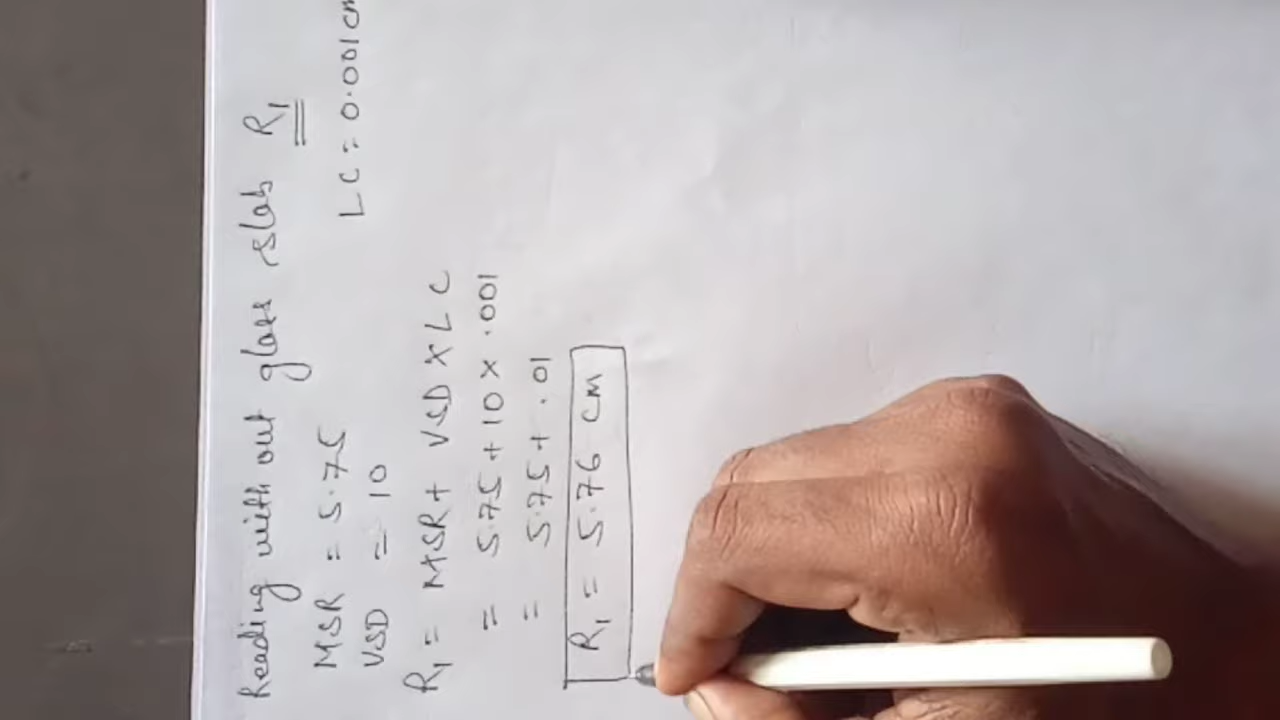 Reading with out glass slab R1
MSR = 5.75
LC = 0.001 cm
VSD = 10
R1 = MSR + VSD X LC
= 5.75 + 10 x .001
= 5.75 + .01
R1 = 5.76 cm